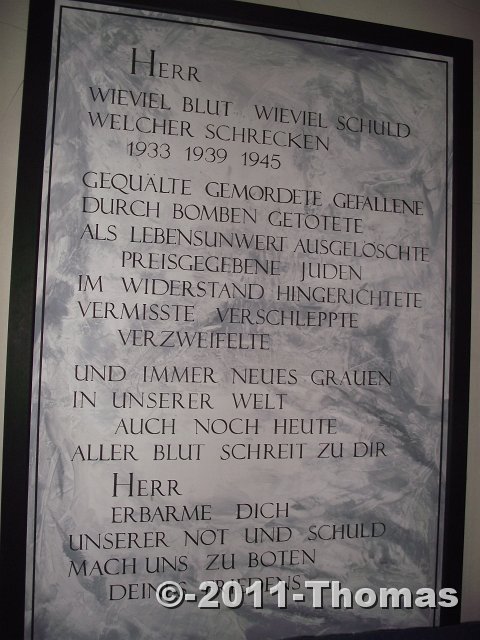 HERR
WIEVIEL BLUT WIEVIEL SCHULD
WELCHER SCHRECKEN
1933 1939 1945
GEQUÄLTE GEMORDETE GEFALLENE
DURCH BOMBEN GETÖTETE
ALS LEBENSUNWERT AUSGELÖSCHTE
PREISGEGEBENE JUDEN
IM WIDERSTAND HINGERICHTETE
VERMISSTE VERSCHLEPPTE
VERZWEIFELTE
UND IMMER NEUES GRAUEN
IN UNSERER WELT
AUCH NOCH HEUTE
ALLER BLUT SCHREIT ZU DIR
HERR
ERBARME DICH
UNSERER NOT UND SCHULD
MACH UNS ZU BOTEN
DEINES FRIEDENS
©-2011-Thomas